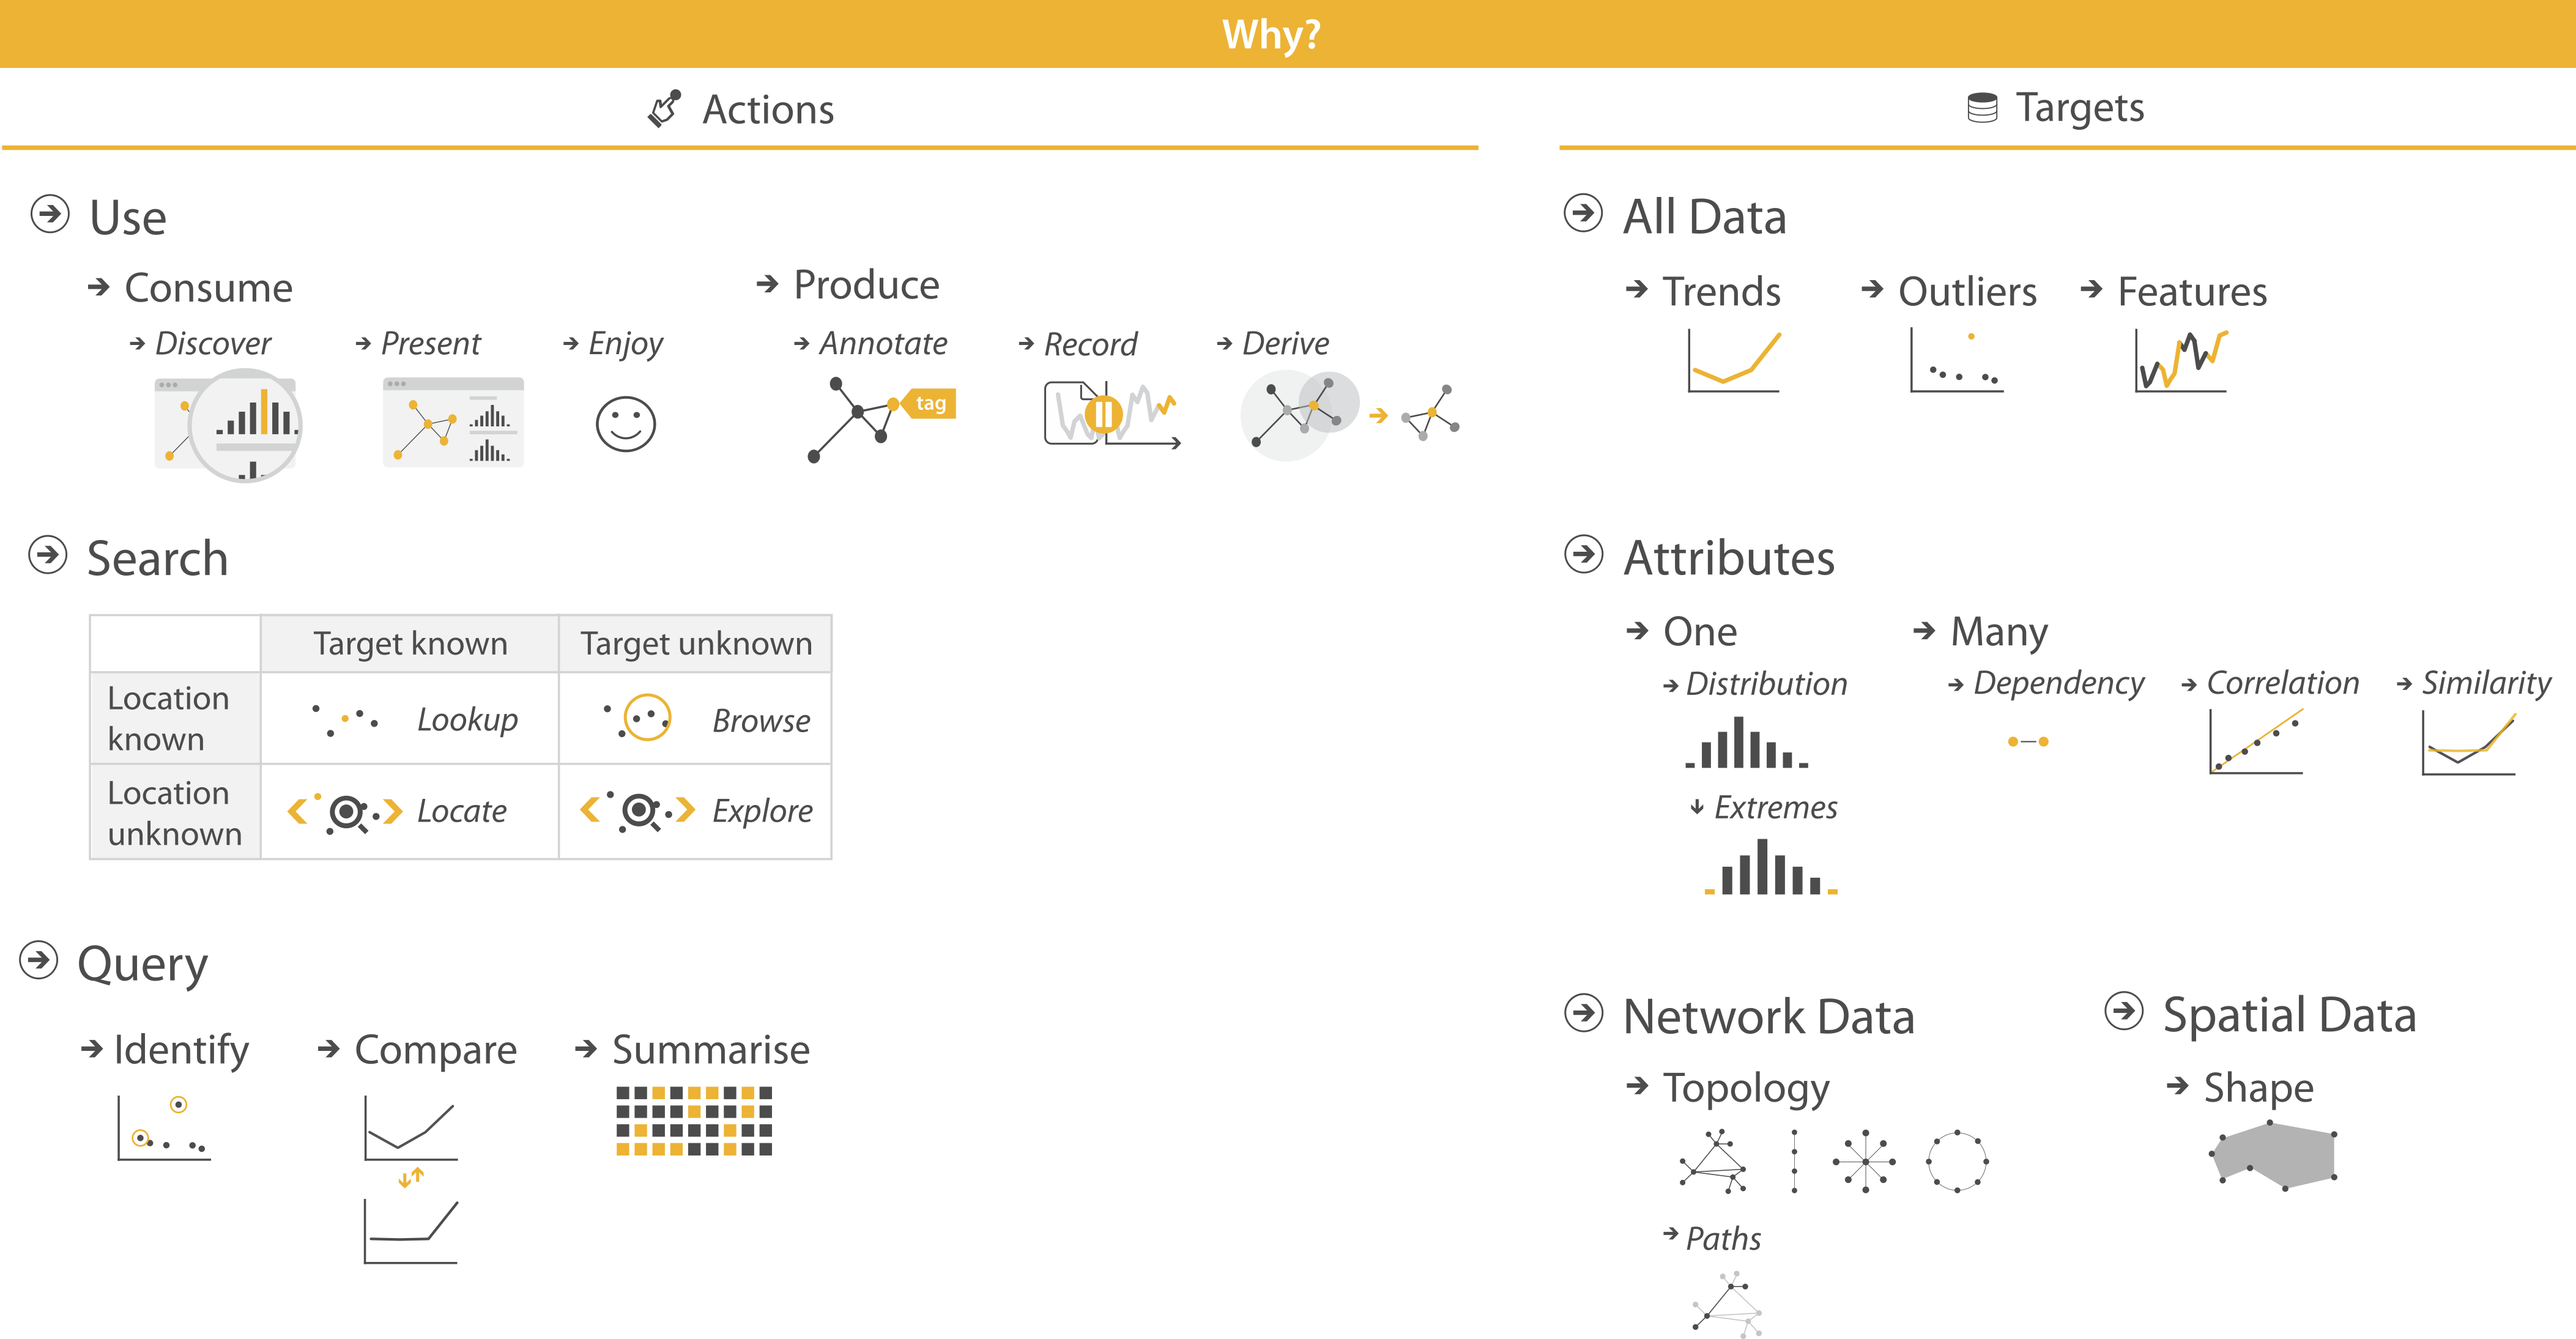 Why?
Actions
Use
Consume
Discover
Present
Enjoy
Produce
Annotate
tag
Record
Derive
Search
Target known
Target unknown
Location
known
Lookup
Browse
Location
unknown
Locate
Explore
Query
Identify
Compare
Summarise
Targets
All Data
Trends
Outliers
Features
Attributes
One
Distribution
Extremes
Many
Dependency
Correlation
Similarity
Network Data
Topology
Paths
Spatial Data
Shape